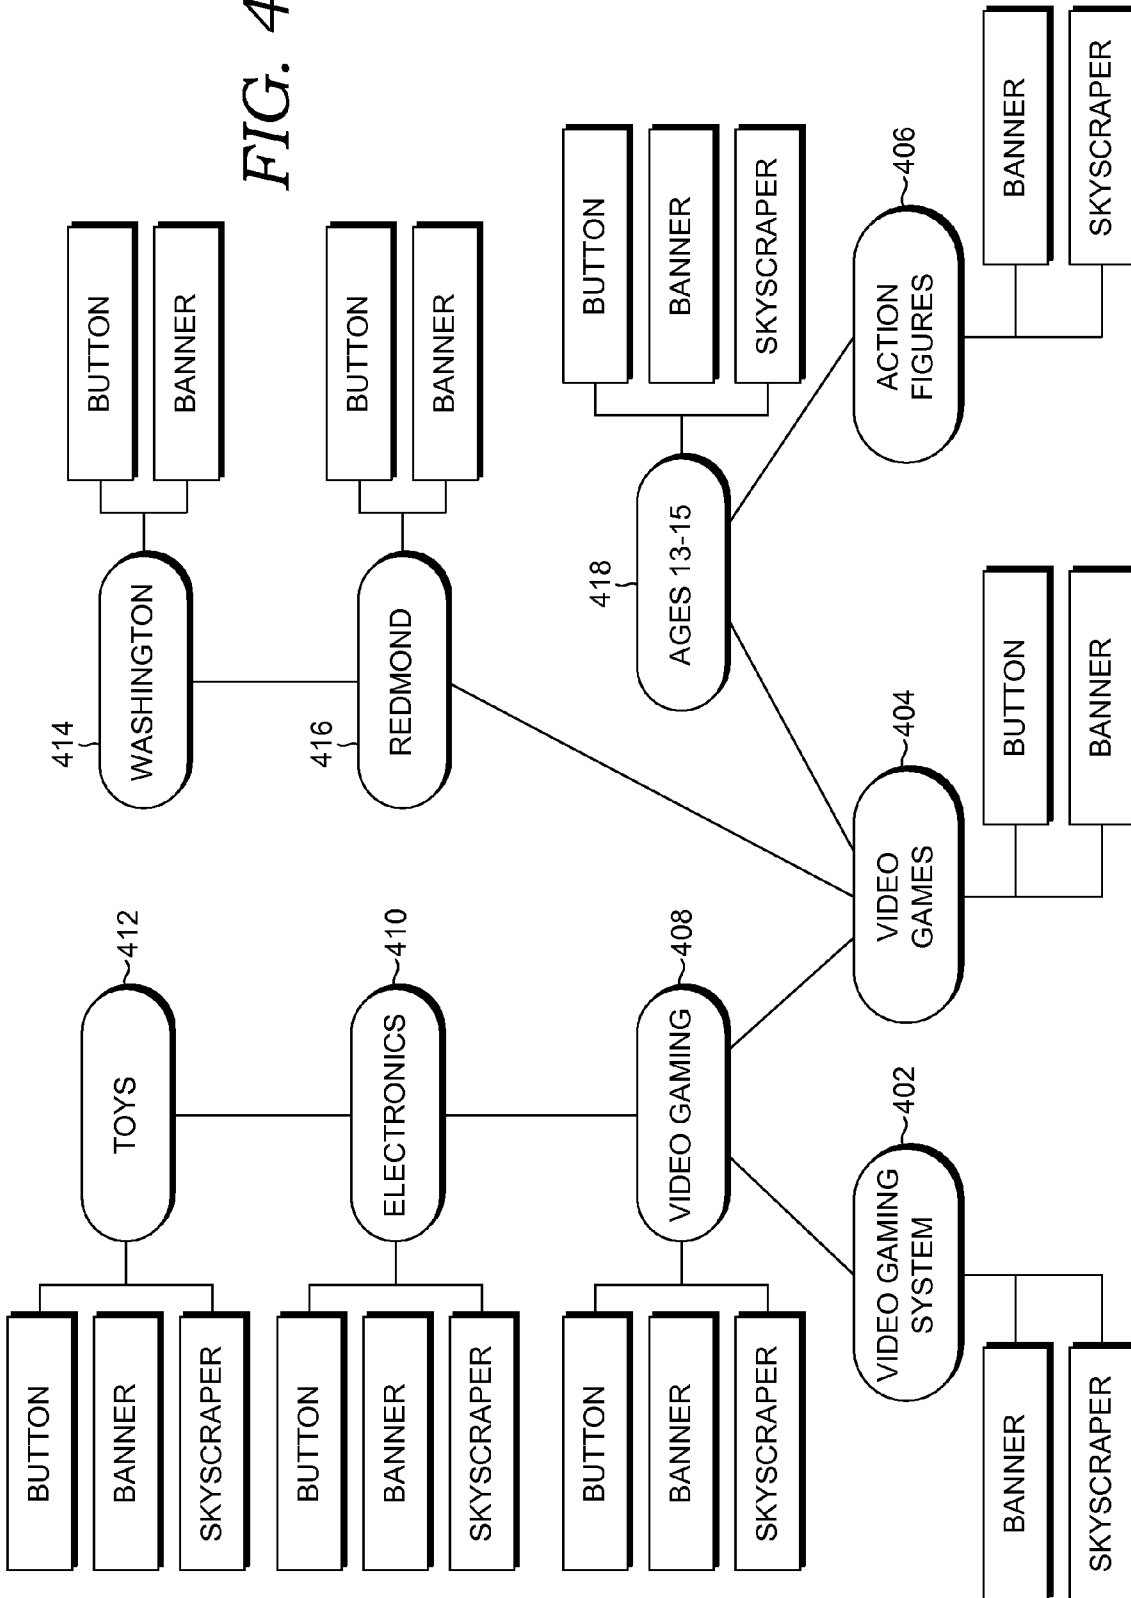 FIG. 4
412
TOYS
BUTTON
BANNER
SKYSCRAPER
414
WASHINGTON
BUTTON
BANNER
410
ELECTRONICS
BUTTON
BANNER
SKYSCRAPER
416
REDMOND
BUTTON
BANNER
408
VIDEO GAMING
BUTTON
BANNER
SKYSCRAPER
418
AGES 13-15
BUTTON
BANNER
SKYSCRAPER
402
VIDEO GAMING
SYSTEM
BANNER
SKYSCRAPER
404
VIDEO
GAMES
BUTTON
BANNER
406
ACTION
FIGURES
BANNER
SKYSCRAPER